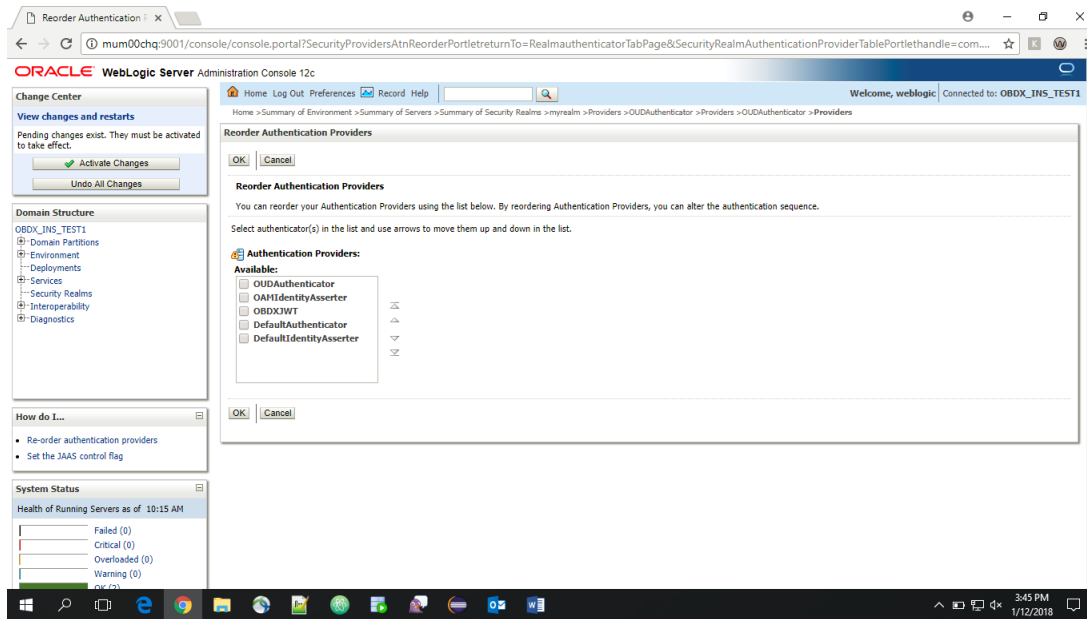 Reorder Authentication P
mum00chq:9001/console/console.portal?SecurityProvidersAtnReorderPortletreturnTo=RealmauthenticatorTabPage&SecurityRealmAuthenticationProviderTablePortlethandle=com....
ORACLE WebLogic Server Administration Console 12c
Change Center
View changes and restarts
Pending changes exist. They must be activated
to take effect.
Activate Changes
Undo All Changes
Domain Structure
OBDX_INS_TEST1
Domain Partitions
Environment
Deployments
Services
Security Realms
Interoperability
Diagnostics
How do I...
Re-order authentication providers
Set the JAAS control flag
System Status
Health of Running Servers as of 10:15 AM
Failed (0)
Critical (0)
Overloaded (0)
Warning (0)
OK (2)
Home Log Out Preferences Record Help
Welcome, weblogic Connected to: OBDX_INS_TEST1
Home >Summary of Environment >Summary of Servers >Summary of Security Realms >myrealm >Providers >OUDAuthenticator >Providers >OUDAuthenticator >Providers
Reorder Authentication Providers
OK Cancel
Reorder Authentication Providers
You can reorder your Authentication Providers using the list below. By reordering Authentication Providers, you can alter the authentication sequence.
Select authenticator(s) in the list and use arrows to move them up and down in the list.
Authentication Providers:
Available:
OUDAuthenticator
OAMIdentityAsserter
OBDXJWT
DefaultAuthenticator
DefaultIdentityAsserter
OK Cancel
3:45 PM
1/12/2018